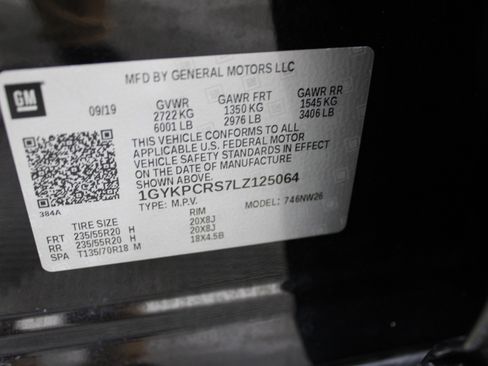 MFD BY GENERAL MOTORS LLC
GM
09/19 GVWR GAWR FRT GAWR RR
2722 KG 1350 KG 1545 KG
6001 LB 2976 LB 3406 LB
THIS VEHICLE CONFORMS TO ALL
APPLICABLE U.S. FEDERAL MOTOR
VEHICLE SAFETY STANDARDS IN EFFECT
ON THE DATE OF MANUFACTURE
SHOWN ABOVE
1GYKPCRS7LZ125064
384A TYPE: M.P.V. MODEL: 746NW26
TIRE SIZE RIM
FRT 235/55R20 H 20X8J
RR 235/55R20 H 20X8J
SPA T135/70R18 M 18X4.5B